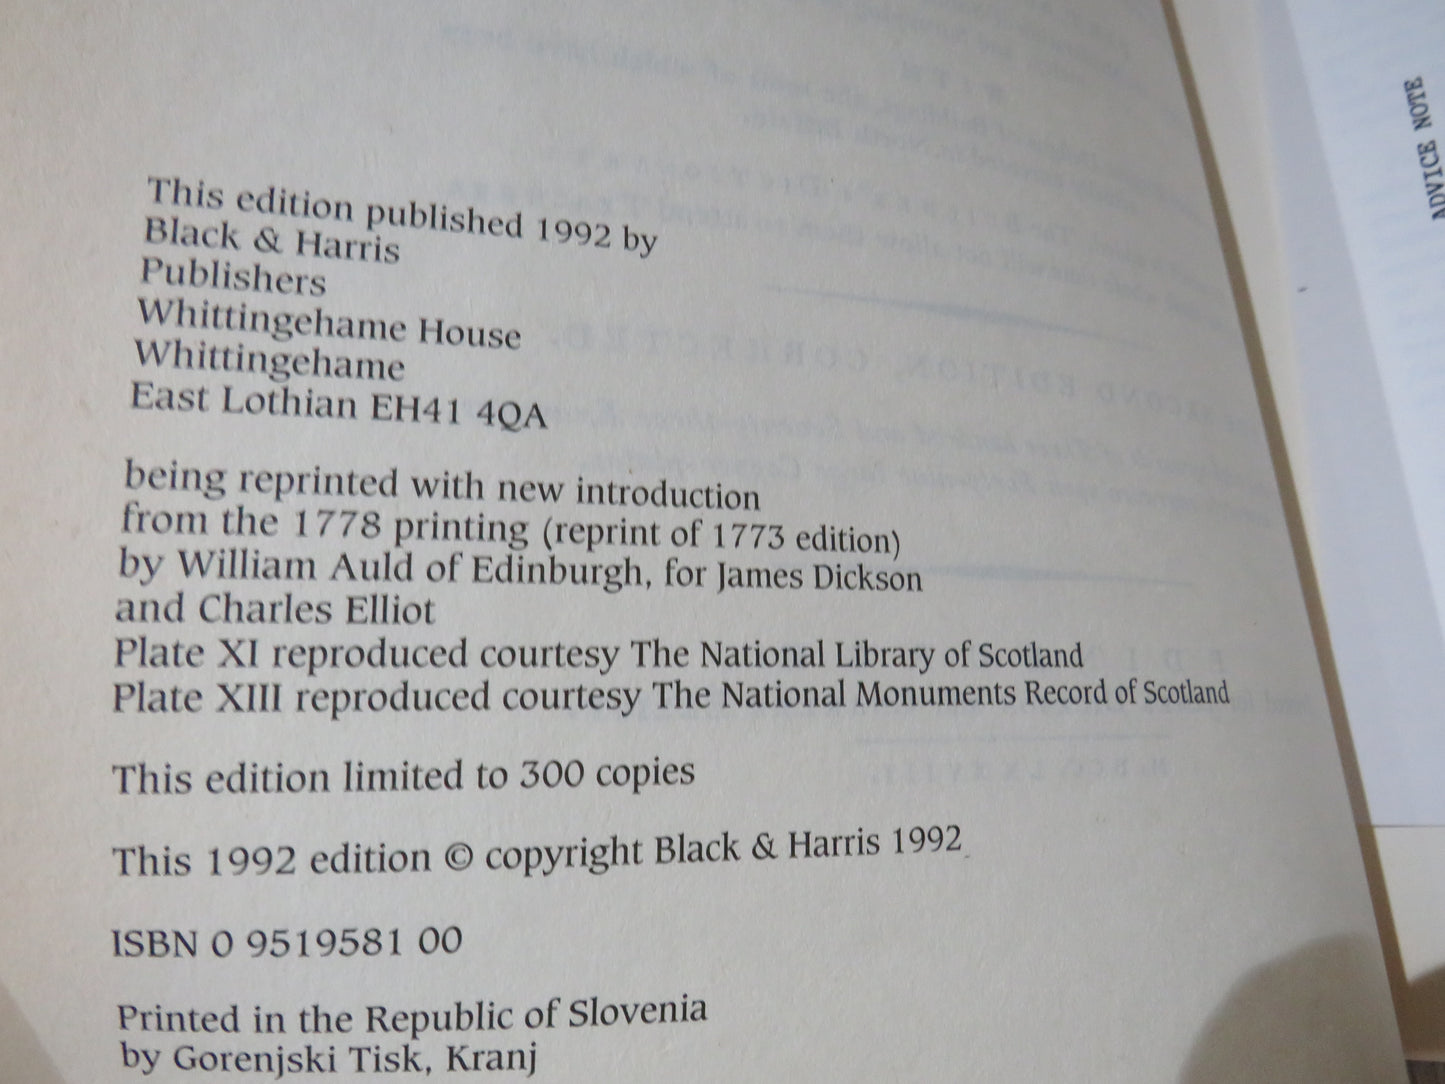 This edition published 1992 by
Black & Harris
Publishers
Whittingehame House
Whittingehame
East Lothian EH41 4QA
being reprinted with new introduction
from the 1778 printing (reprint of 1773 edition)
by William Auld of Edinburgh, for James Dickson
and Charles Elliot
Plate XI reproduced courtesy The National Library of Scotland
Plate XIII reproduced courtesy The National Monuments Record of Scotland
This edition limited to 300 copies
This 1992 edition © copyright Black & Harris 1992
ISBN 0 9519581 00
Printed in the Republic of Slovenia
by Gorenjski Tisk, Kranj
ADVICE NOTE